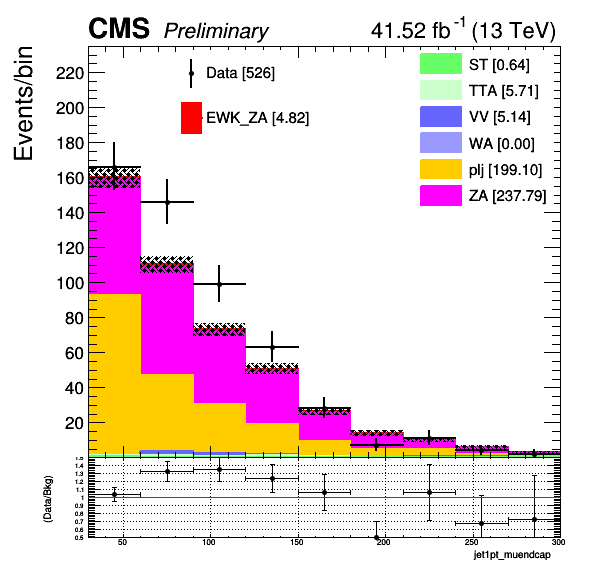 CMS Preliminary 41.52 fb⁻¹ (13 TeV)
Events/bin
220
200
180
160
140
120
100
80
60
40
20
Data [526]
EWK_ZA [4.82]
ST [0.64]
TTA [5.71]
VV [5.14]
WA [0.00]
plj [199.10]
ZA [237.79]
(Data/Bkg)
1.5
1.4
1.3
1.2
1.1
1
0.9
0.8
0.7
0.6
0.5
50 100 150 200 250 300
jet1pt_muendcap